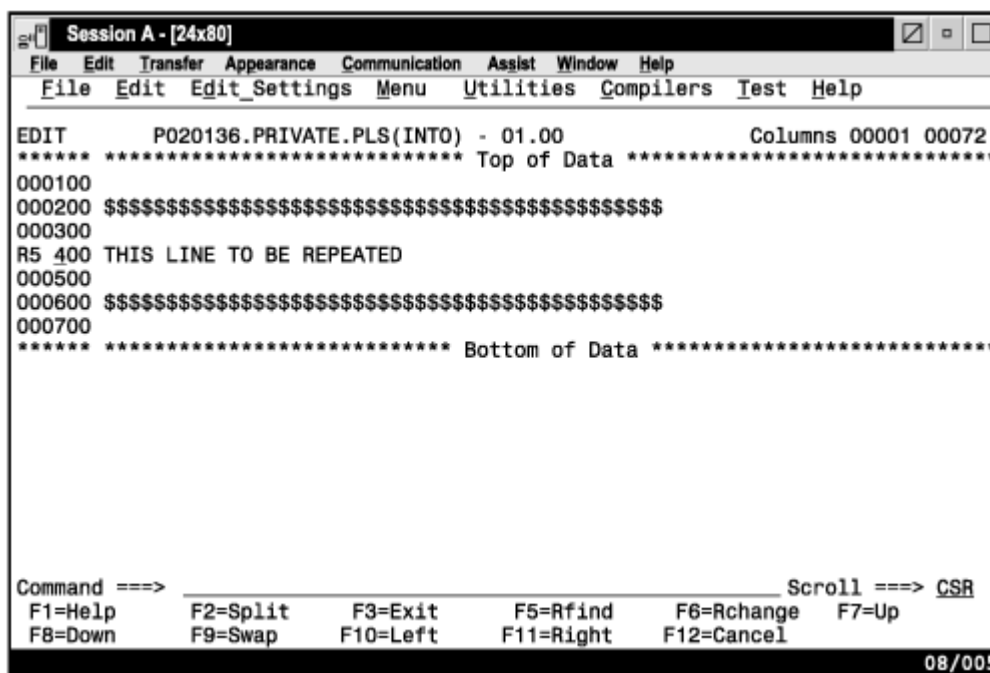 Session A - [24x80]
File Edit Transfer Appearance Communication Assist Window Help
File Edit Edit_Settings Menu Utilities Compilers Test Help
EDIT P020136.PRIVATE.PLS(INTO) - 01.00 Columns 00001 00072
****** ***************************** Top of Data ******************************
000100
000200 $$$$$$$$$$$$$$$$$$$$$$$$$$$$$$$$$$$$$$$$$$$$$
000300
R5 400 THIS LINE TO BE REPEATED
000500
000600 $$$$$$$$$$$$$$$$$$$$$$$$$$$$$$$$$$$$$$$$$$$$$
000700
****** **************************** Bottom of Data ****************************
Command ===> Scroll ===> CSR
F1=Help F2=Split F3=Exit F5=Rfind F6=Rchange F7=Up
F8=Down F9=Swap F10=Left F11=Right F12=Cancel
08/005